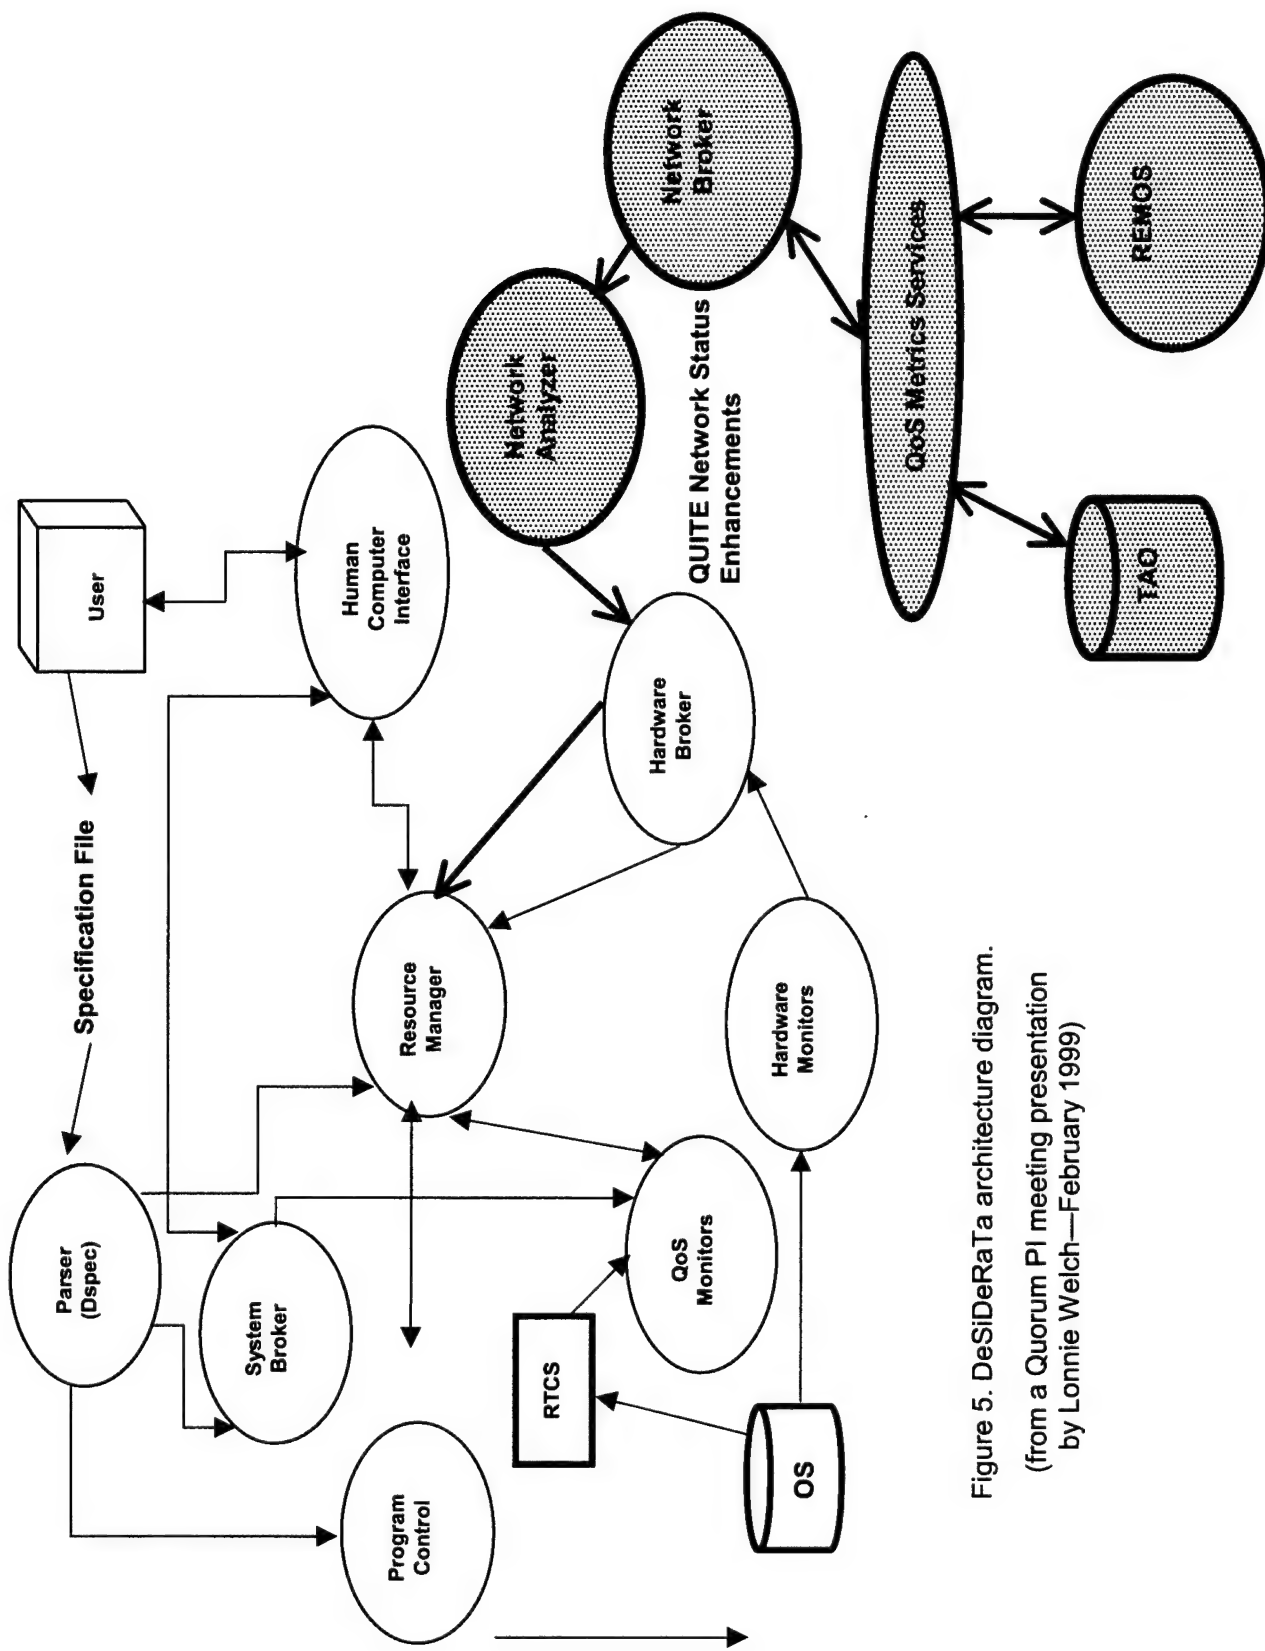 Parser
(Dspec)
Specification File
User
System
Broker
Human
Computer
Interface
Program
Control
Resource
Manager
Network
Analyzer
Network
Broker
RTCS
QoS
Monitors
Hardware
Broker
QUITE Network Status
Enhancements
OS
Hardware
Monitors
QoS Metrics Services
TAO
REMOS
Figure 5. DeSiDeRaTa architecture diagram.
(from a Quorum PI meeting presentation
by Lonnie Welch—February 1999)